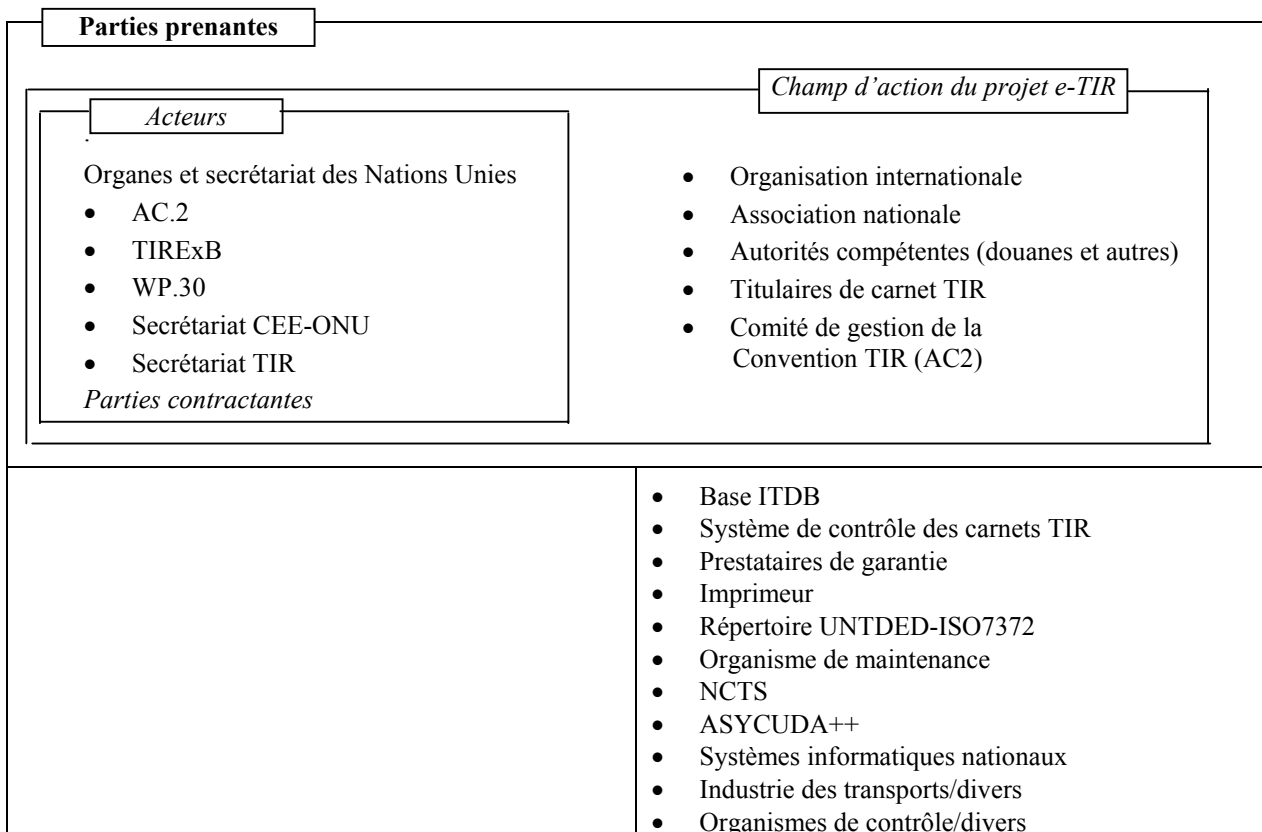 Parties prenantes
Champ d’action du projet e-TIR
Acteurs
Organes et secrétariat des Nations Unies
• AC.2
• TIRExB
• WP.30
• Secrétariat CEE-ONU
• Secrétariat TIR
Parties contractantes
• Organisation internationale
• Association nationale
• Autorités compétentes (douanes et autres)
• Titulaires de carnet TIR
• Comité de gestion de la
Convention TIR (AC2)
• Base ITDB
• Système de contrôle des carnets TIR
• Prestataires de garantie
• Imprimeur
• Répertoire UNTDED-ISO7372
• Organisme de maintenance
• NCTS
• ASYCUDA++
• Systèmes informatiques nationaux
• Industrie des transports/divers
• Organismes de contrôle/divers